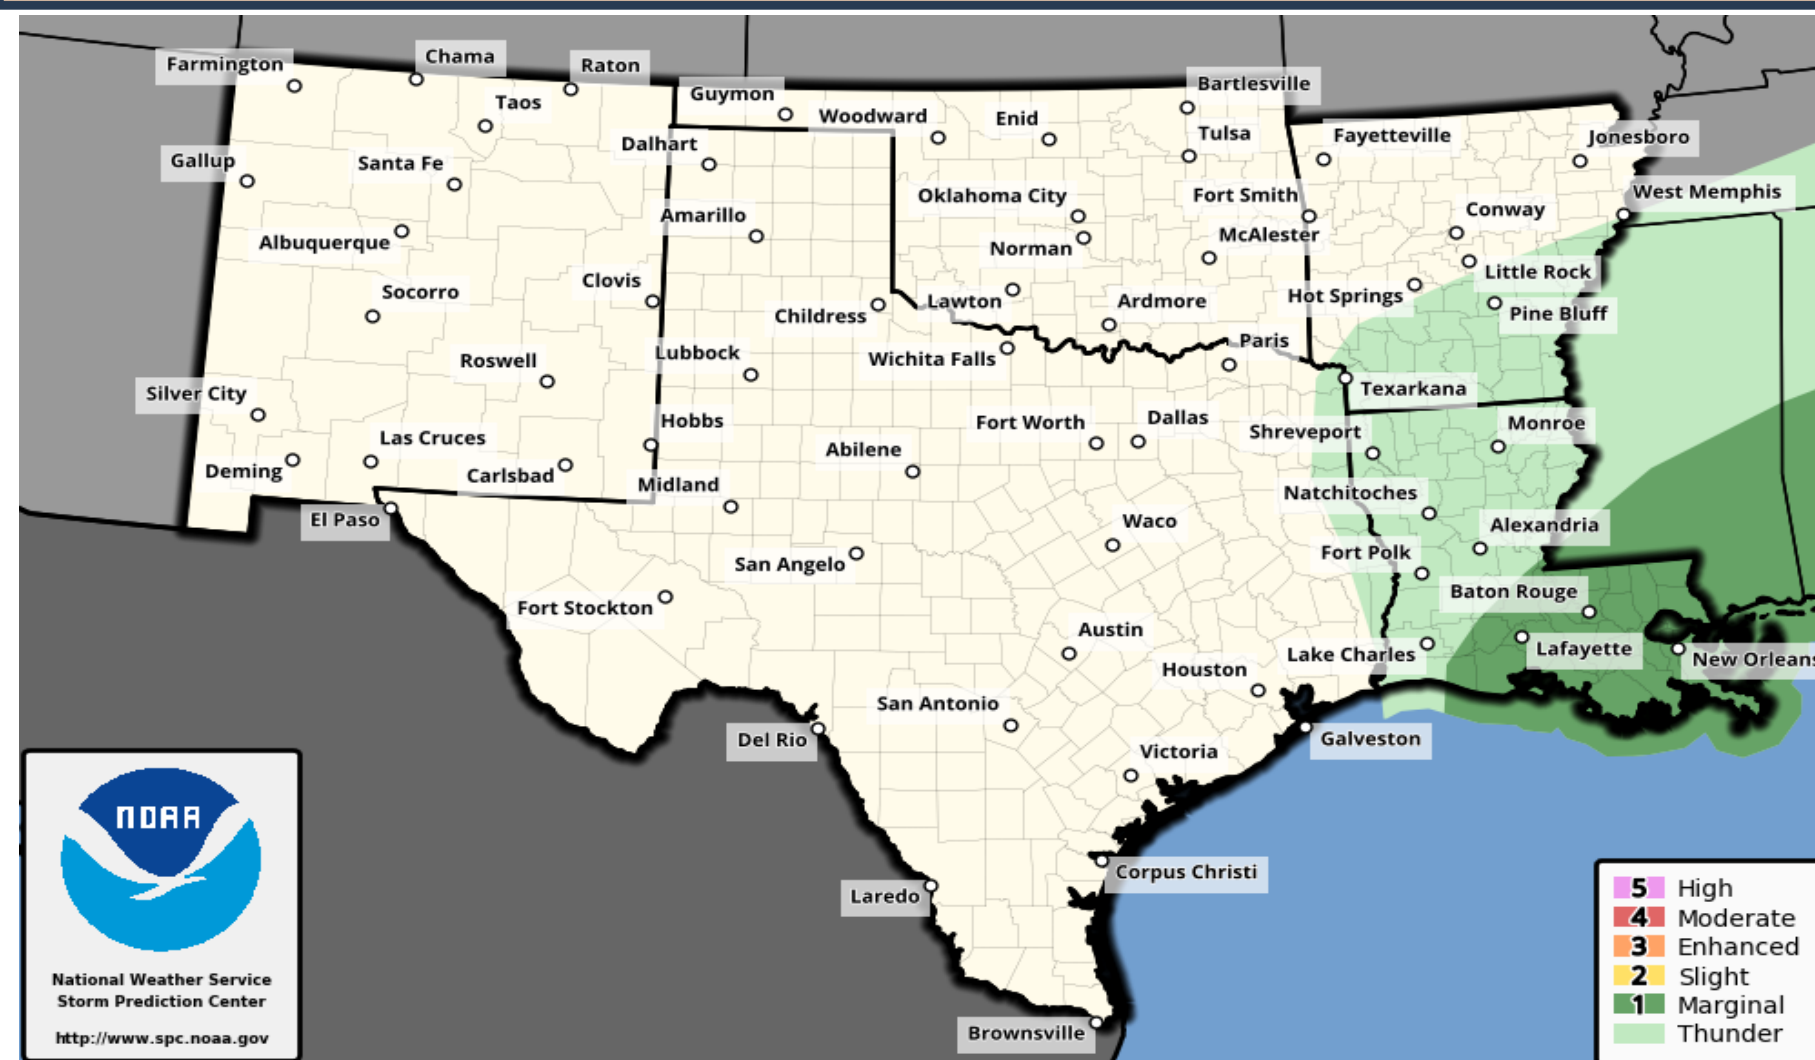 Farmington
Chama
Raton
Taos
Guymon
Woodward
Enid
Bartlesville
Tulsa
Fayetteville
Jonesboro
Gallup
Santa Fe
Dalhart
Oklahoma City
Fort Smith
Conway
West Memphis
Albuquerque
Amarillo
Norman
McAlester
Little Rock
Socorro
Clovis
Childress
Lawton
Ardmore
Hot Springs
Pine Bluff
Roswell
Lubbock
Wichita Falls
Paris
Texarkana
Silver City
Las Cruces
Hobbs
Fort Worth
Dallas
Shreveport
Monroe
Deming
Carlsbad
Midland
Abilene
Natchitoches
El Paso
Waco
Alexandria
San Angelo
Fort Polk
Fort Stockton
Baton Rouge
Austin
Lake Charles
Lafayette
New Orleans
Houston
San Antonio
Del Rio
Victoria
Galveston
Corpus Christi
Laredo
Brownsville
NOAA
National Weather Service
Storm Prediction Center
http://www.spc.noaa.gov
5 High
4 Moderate
3 Enhanced
2 Slight
1 Marginal
Thunder